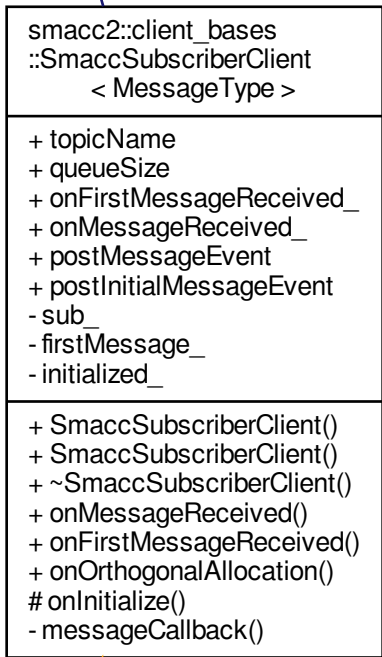 smacc2::client_bases
::SmaccSubscriberClient
< MessageType >
+ topicName
+ queueSize
+ onFirstMessageReceived_
+ onMessageReceived_
+ postMessageEvent
+ postInitialMessageEvent
- sub_
- firstMessage_
- initialized_
+ SmaccSubscriberClient()
+ SmaccSubscriberClient()
+ ~SmaccSubscriberClient()
+ onMessageReceived()
+ onFirstMessageReceived()
+ onOrthogonalAllocation()
# onInitialize()
- messageCallback()